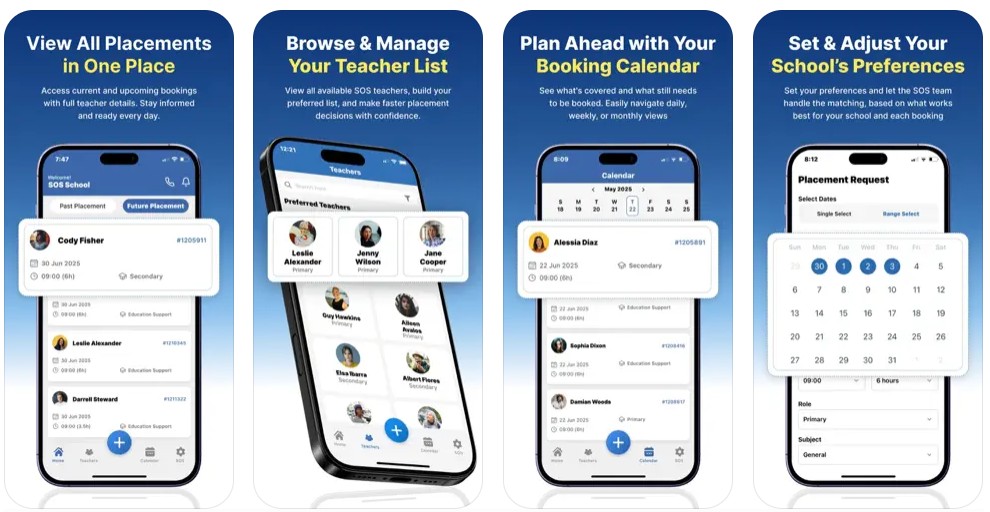 View All Placements
in One Place
Access current and upcoming bookings
with full teacher details. Stay informed
and ready every day.
7:47
Welcome!
SOS School
Past Placement
Future Placement
Cody Fisher
#1205911
30 Jun 2025
09:00 (6h)
Secondary
30 Jun 2025
09:00 (6h)
Education Support
Leslie Alexander
30 Jun 2025
09:00 (6h)
Education Support
Darrell Steward
30 Jun 2025
09:00 (3.5h)
Education Support
Home
Teachers
Calendar
SOS
Browse & Manage
Your Teacher List
View all available SOS teachers, build your
preferred list, and make faster placement
decisions with confidence.
12:21
Teachers
Search here
Preferred Teachers
Leslie
Alexander
Primary
Jenny
Wilson
Primary
Jane
Cooper
Primary
Guy Hawkins
Primary
Aileen
Avalos
Primary
Elsa Ibarra
Secondary
Albert Flores
Secondary
Home
Teachers
Calendar
SOS
Plan Ahead with Your
Booking Calendar
See what's covered and what still needs
to be booked. Easily navigate daily,
weekly, or monthly views
8:09
Calendar
May 2025
S M T W T F S S
18 19 20 21 22 23 24 25
Alessia Diaz
#1205891
22 Jun 2025
09:00 (6h)
Secondary
22 Jun 2025
09:00 (6h)
Education Support
Sophia Dixon
22 Jun 2025
09:00 (6h)
Education Support
Damian Woods
22 Jun 2025
09:00 (6h)
Primary
Home
Teachers
Calendar
SOS
Set & Adjust Your
School's Preferences
Set your preferences and let the SOS team
handle the matching, based on what works
best for your school and each booking
8:12
Placement Request
Select Dates
Single Select
Range Select
Sun Mon Tue Wed Thu Fri Sat
29 30 1 2 3 4 5
6 7 8 9 10 11 12
13 14 15 16 17 18 19
20 21 22 23 24 25 26
27 28 29 30 31 1 2
09:00
6 hours
Role
Primary
Subject
General